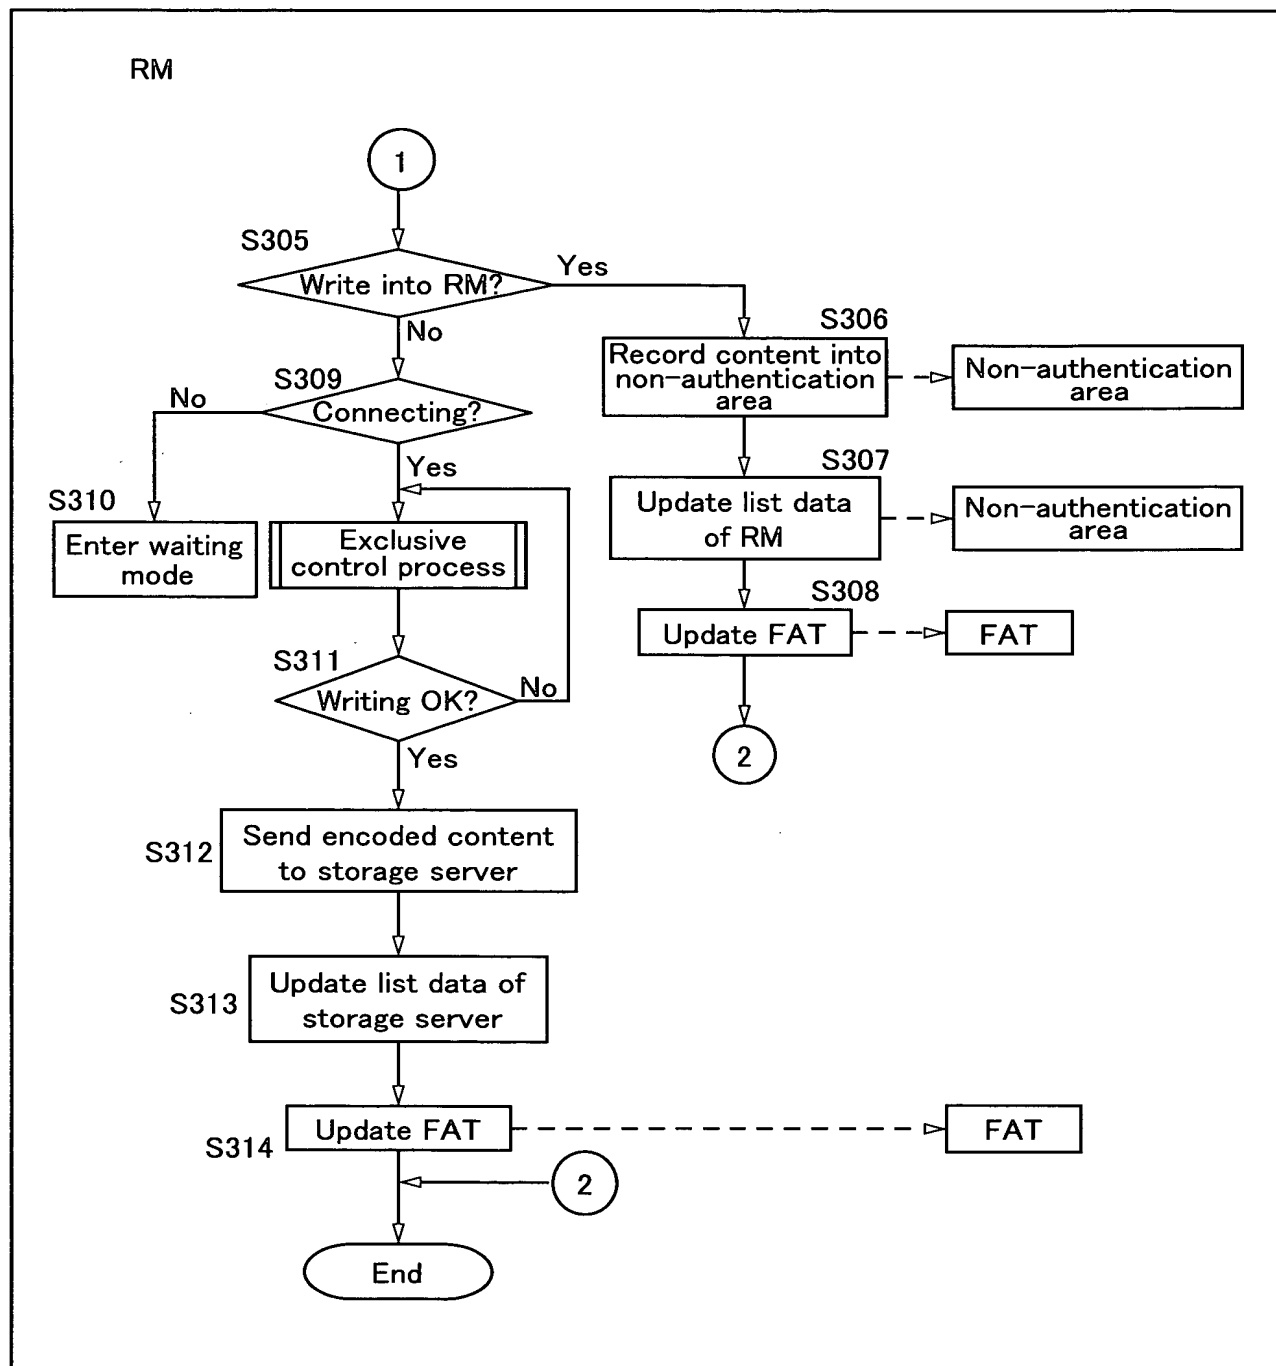 RM
1
S305
Write into RM?
Yes
No
S306
Record content into
non-authentication
area
Non-authentication
area
S309
Connecting?
No
Yes
S307
Update list data
of RM
Non-authentication
area
S310
Enter waiting
mode
Exclusive
control process
S308
Update FAT
FAT
S311
Writing OK?
No
Yes
2
S312
Send encoded content
to storage server
S313
Update list data of
storage server
S314
Update FAT
FAT
2
End